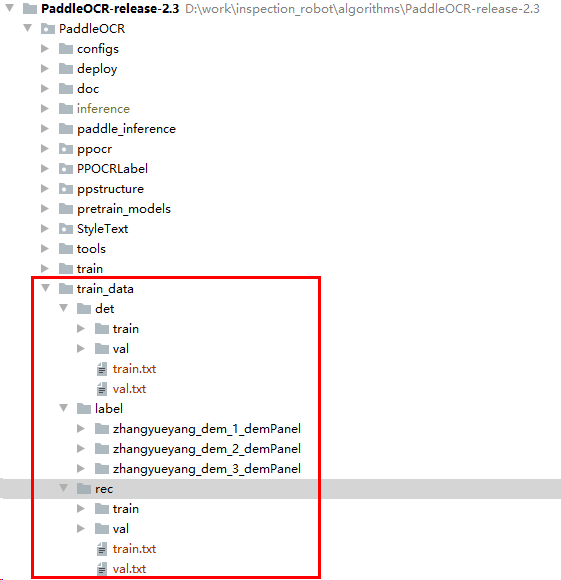 PaddleOCR-release-2.3 D:\work\inspection_robot\algorithms\PaddleOCR-release-2.3
PaddleOCR
configs
deploy
doc
inference
paddle_inference
ppocr
PPOCRLabel
ppstructure
pretrain_models
StyleText
tools
train
train_data
det
train
val
train.txt
val.txt
label
zhangyueyang_dem_1_demPanel
zhangyueyang_dem_2_demPanel
zhangyueyang_dem_3_demPanel
rec
train
val
train.txt
val.txt